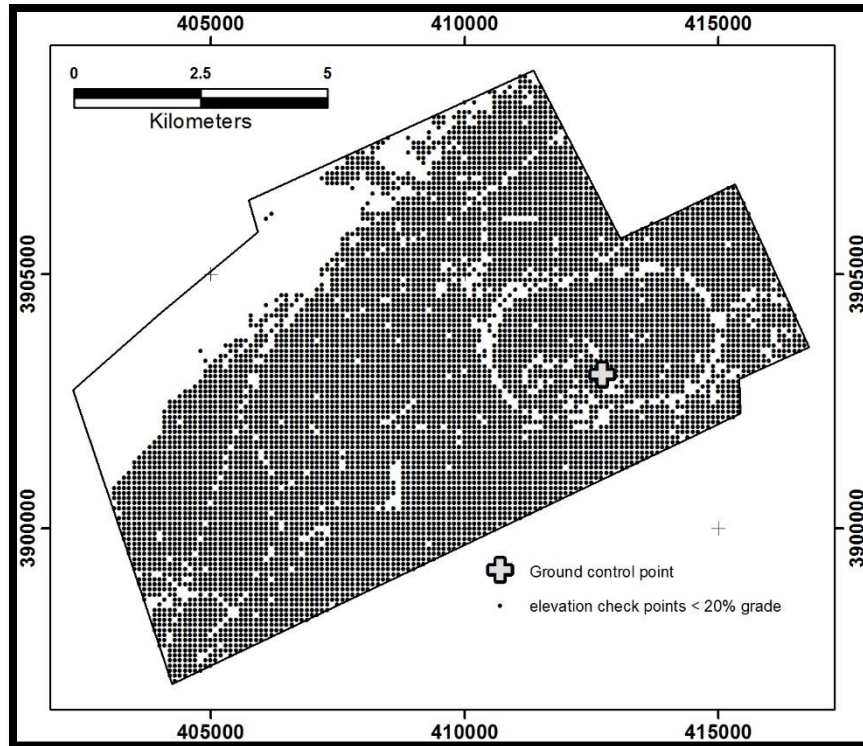 405000 410000 415000
0 2.5 5
Kilometers
3905000 3905000
3900000 3900000
Ground control point
elevation check points < 20% grade
405000 410000 415000